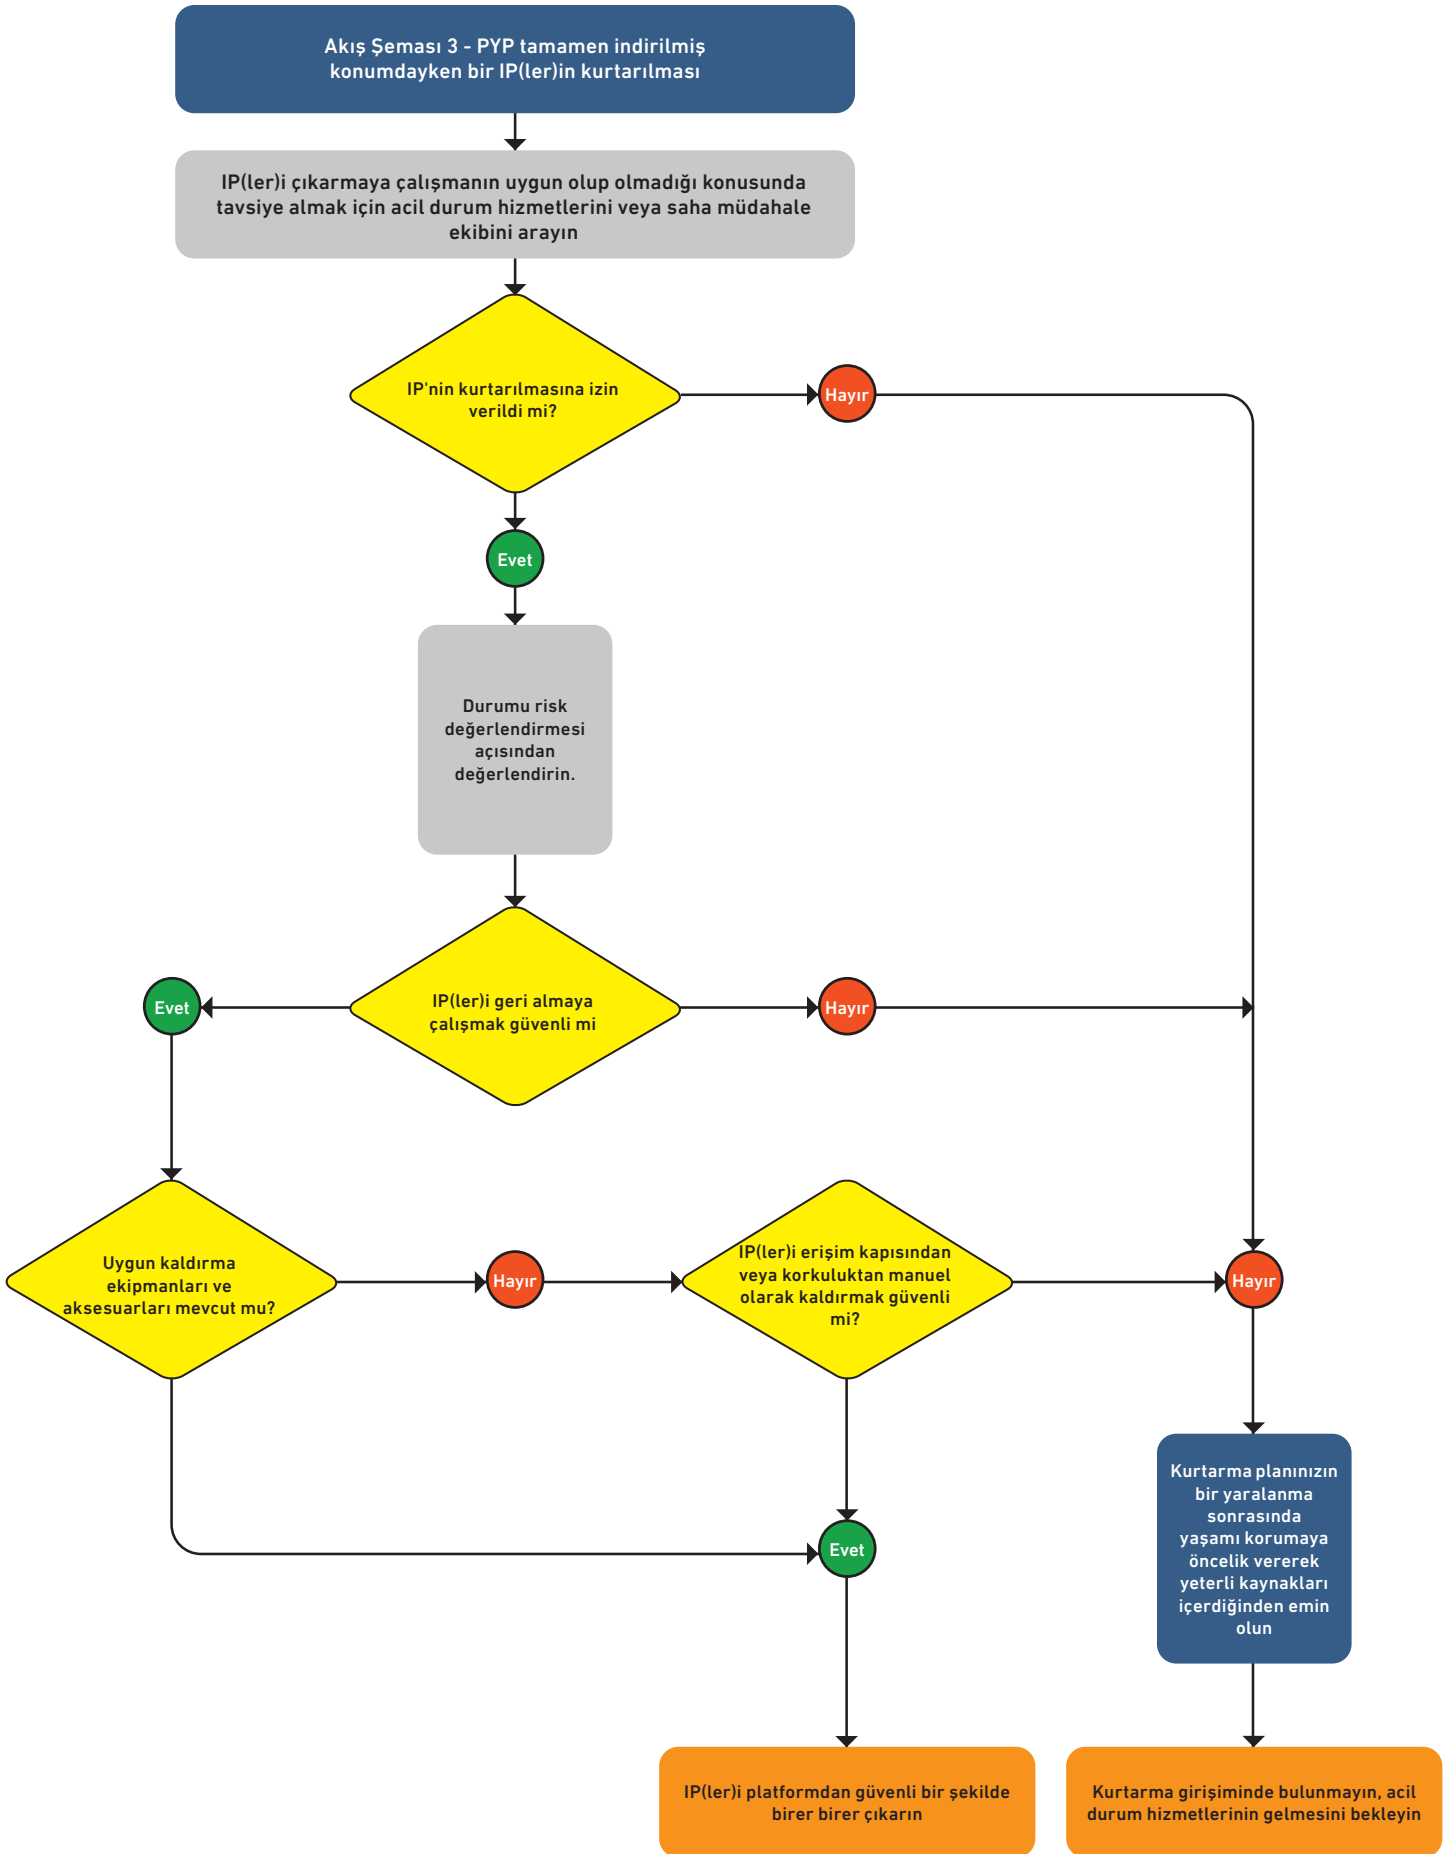 Akış Şeması 3 - PYP tamamen indirilmiş
konumdayken bir IP(ler)in kurtarılması
IP(ler)i çıkarmaya çalışmanın uygun olup olmadığı konusunda
tavsiye almak için acil durum hizmetlerini veya saha müdahale
ekibini arayın
IP'nin kurtarılmasına izin
verildi mi?
Hayır
Evet
Durumu risk
değerlendirmesi
açısından
değerlendirin.
Evet
IP(ler)i geri almaya
çalışmak güvenli mi
Hayır
Uygun kaldırma
ekipmanları ve
aksesuarları mevcut mu?
Hayır
IP(ler)i erişim kapısından
veya korkuluktan manuel
olarak kaldırmak güvenli
mi?
Hayır
Kurtarma planınızın
bir yaralanma
sonrasında
yaşamı korumaya
öncelik vererek
yeterli kaynakları
içerdiğinden emin
olun
Evet
IP(ler)i platformdan güvenli bir şekilde
birer birer çıkarın
Kurtarma girişiminde bulunmayın, acil
durum hizmetlerinin gelmesini bekleyin